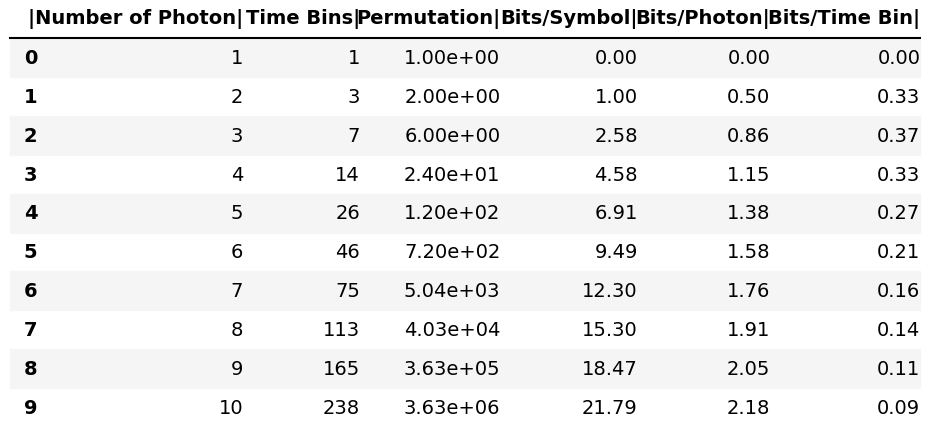 |Number of Photon| Time Bins|Permutation|Bits/Symbol|Bits/Photon|Bits/Time Bin|
0 1 1 1.00e+00 0.00 0.00 0.00
1 2 3 2.00e+00 1.00 0.50 0.33
2 3 7 6.00e+00 2.58 0.86 0.37
3 4 14 2.40e+01 4.58 1.15 0.33
4 5 26 1.20e+02 6.91 1.38 0.27
5 6 46 7.20e+02 9.49 1.58 0.21
6 7 75 5.04e+03 12.30 1.76 0.16
7 8 113 4.03e+04 15.30 1.91 0.14
8 9 165 3.63e+05 18.47 2.05 0.11
9 10 238 3.63e+06 21.79 2.18 0.09